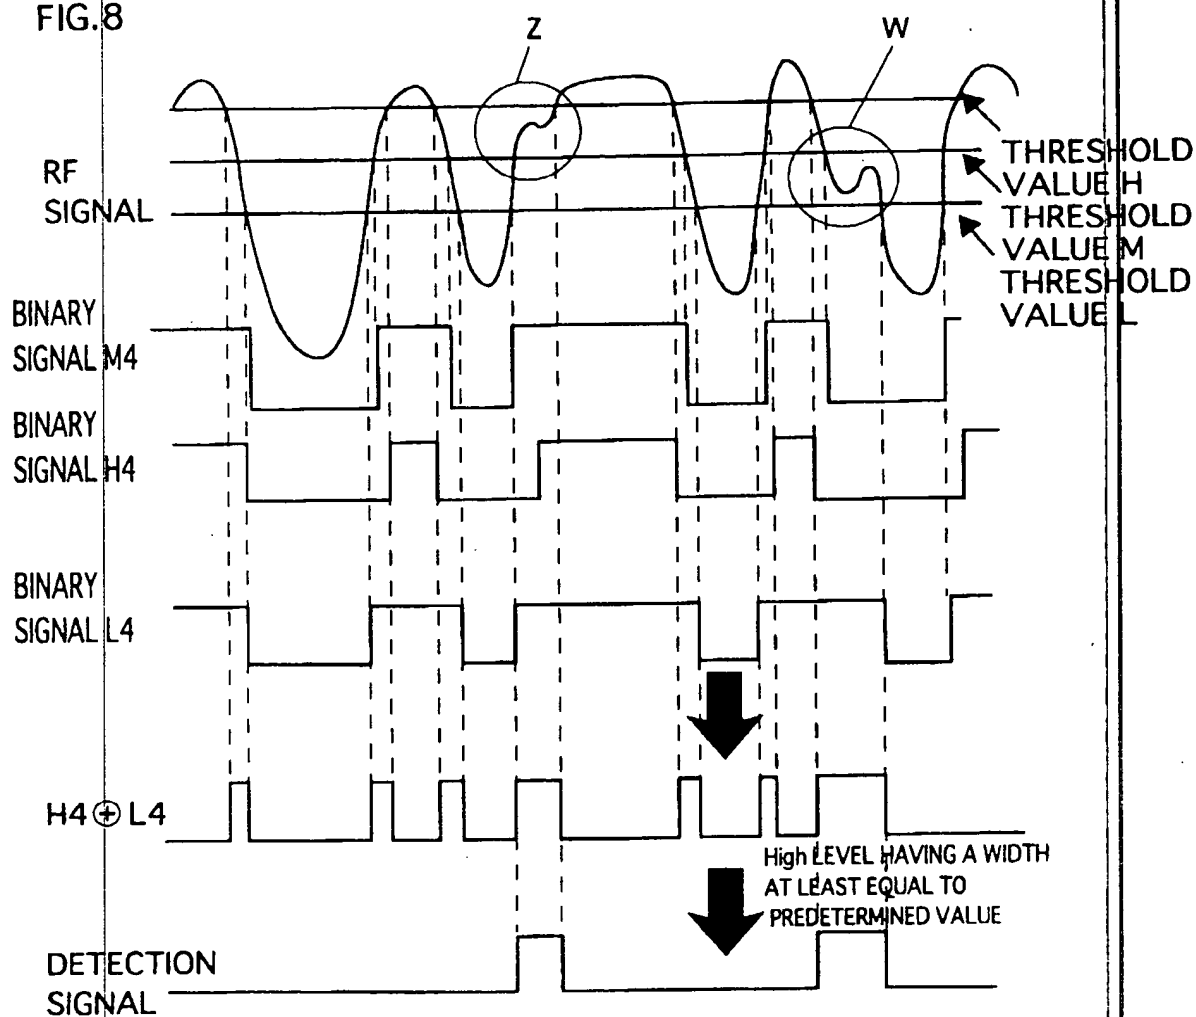 FIG.8
Z
W
RF
SIGNAL
THRESHOLD
VALUE H
THRESHOLD
VALUE M
THRESHOLD
VALUE L
BINARY
SIGNAL M4
BINARY
SIGNAL H4
BINARY
SIGNAL L4
H4 ⊕ L4
High LEVEL HAVING A WIDTH
AT LEAST EQUAL TO
PREDETERMINED VALUE
DETECTION
SIGNAL